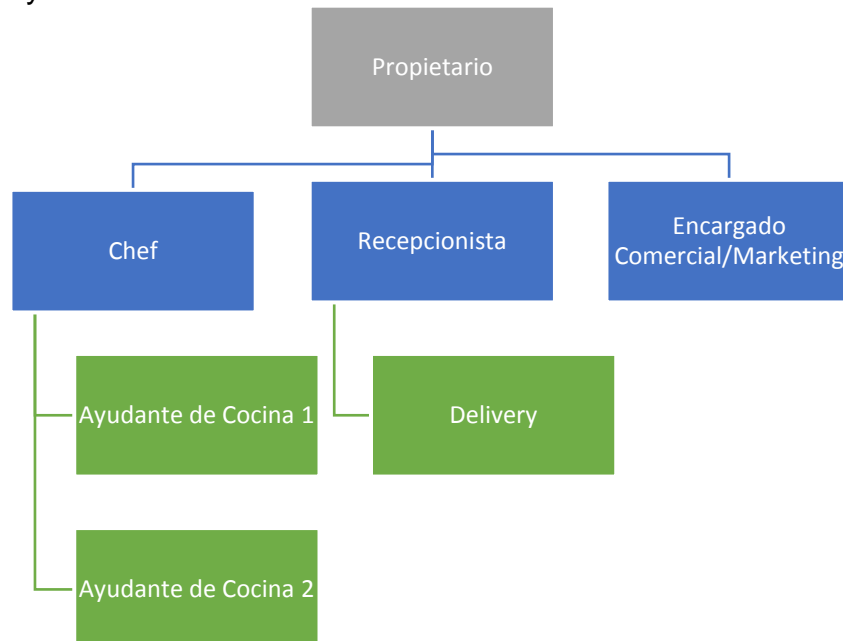 y
Propietario
Chef
Recepcionista
Encargado
Comercial/Marketing
Ayudante de Cocina 1
Delivery
Ayudante de Cocina 2